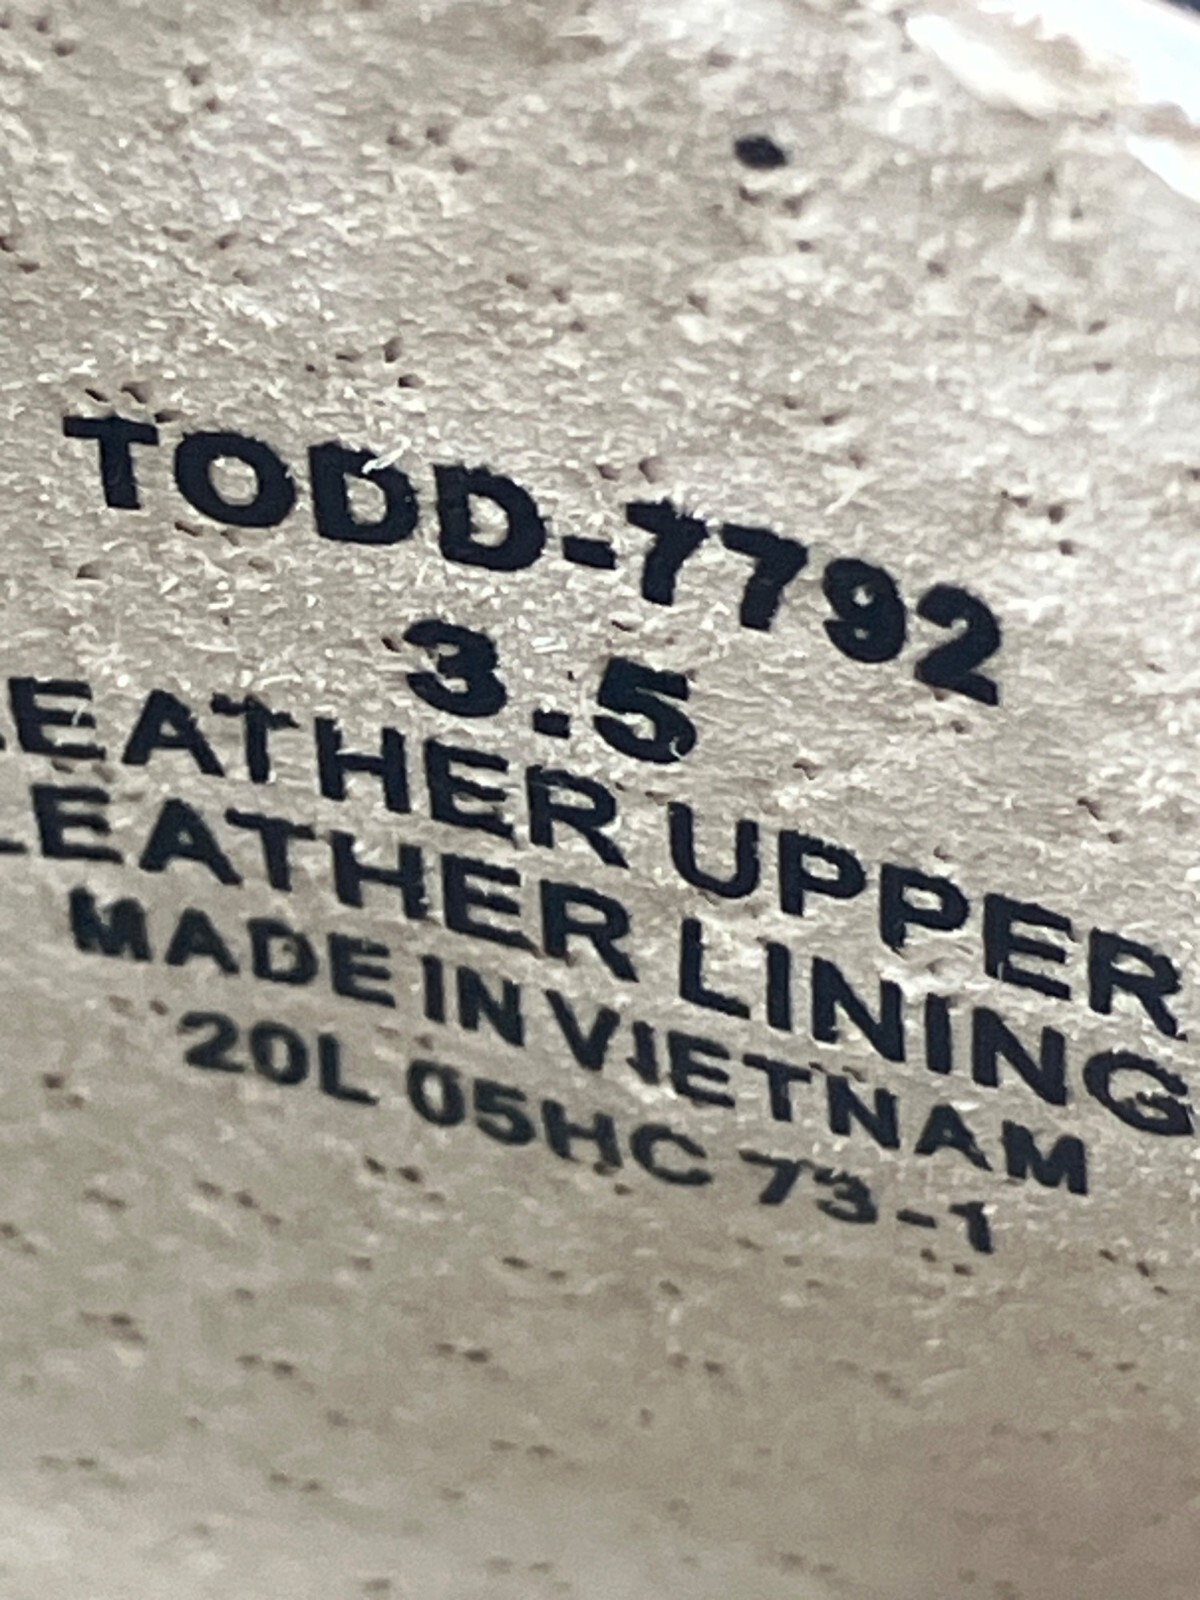 TODD-7792
3.5
LEATHER UPPER
LEATHER LINING
MADE IN VIETNAM
20L 05HC 73-1